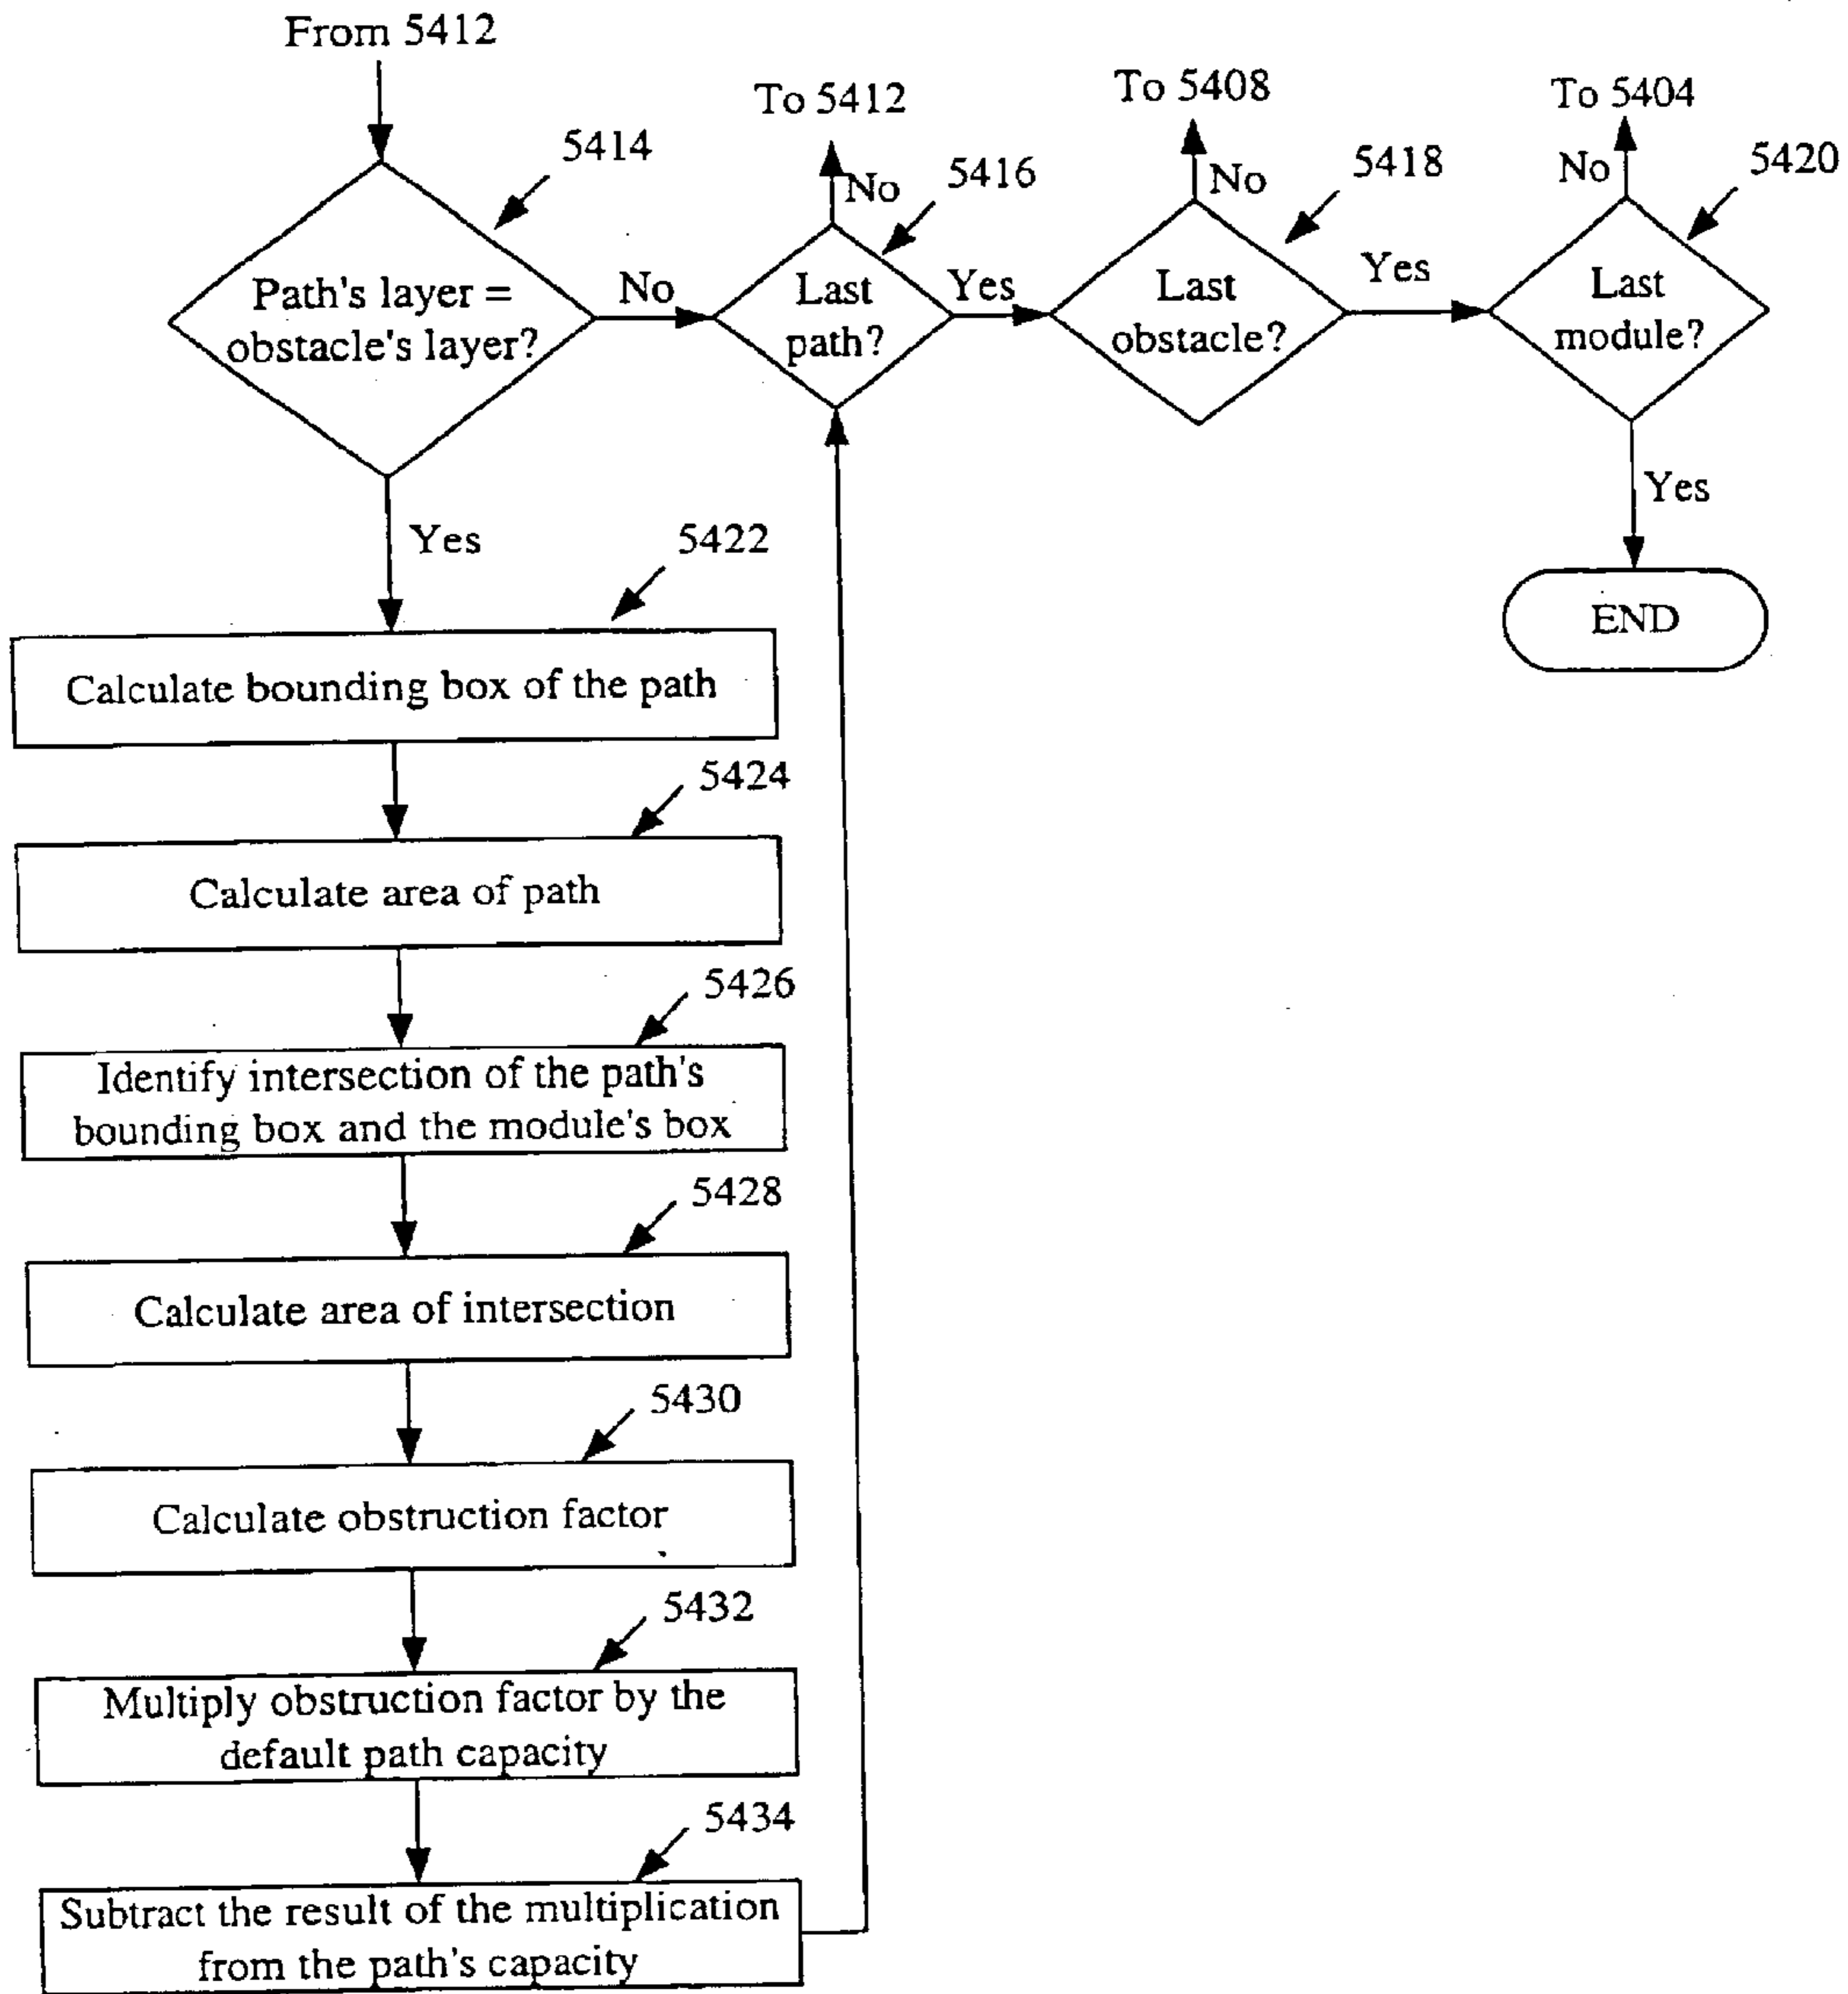 From 5412
To 5412
To 5408
To 5404
5414
No
5416
No
5418
No
5420
Path's layer =
obstacle's layer?
No
Last
path?
Yes
Last
obstacle?
Yes
Last
module?
Yes
Yes
END
5422
Calculate bounding box of the path
5424
Calculate area of path
5426
Identify intersection of the path's
bounding box and the module's box
5428
Calculate area of intersection
5430
Calculate obstruction factor
5432
Multiply obstruction factor by the
default path capacity
5434
Subtract the result of the multiplication
from the path's capacity